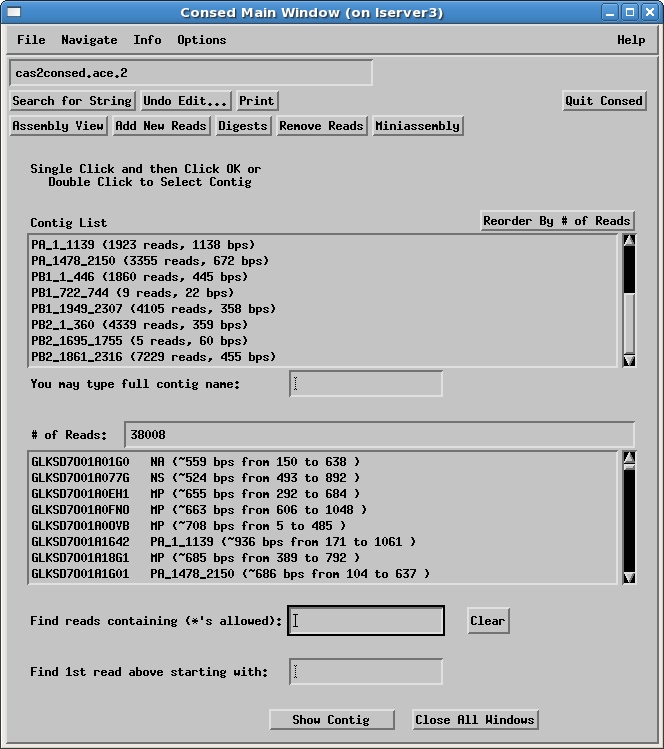 Consed Main Window (on lserver3)
File Navigate Info Options Help
cas2consed.ace.2
Search for String Undo Edit... Print Quit Consed
Assembly View Add New Reads Digests Remove Reads Miniassembly
Single Click and then Click OK or
Double Click to Select Contig
Contig List Reorder By # of Reads
PA_1_1139 (1923 reads, 1138 bps)
PA_1478_2150 (3355 reads, 672 bps)
PB1_1_446 (1860 reads, 445 bps)
PB1_722_744 (9 reads, 22 bps)
PB1_1949_2307 (4105 reads, 358 bps)
PB2_1_360 (4339 reads, 359 bps)
PB2_1695_1755 (5 reads, 60 bps)
PB2_1861_2316 (7229 reads, 455 bps)
You may type full contig name:
# of Reads: 38008
GLKSD7001A01GO NA (~559 bps from 150 to 638 )
GLKSD7001A077G NS (~524 bps from 493 to 892 )
GLKSD7001A0EH1 MP (~655 bps from 292 to 684 )
GLKSD7001A0FNO MP (~663 bps from 606 to 1048 )
GLKSD7001A0OVB MP (~708 bps from 5 to 485 )
GLKSD7001A1642 PA_1_1139 (~936 bps from 171 to 1061 )
GLKSD7001A18G1 MP (~685 bps from 389 to 792 )
GLKSD7001A1G01 PA_1478_2150 (~686 bps from 104 to 637 )
Find reads containing (*'s allowed): Clear
Find 1st read above starting with:
Show Contig Close All Windows